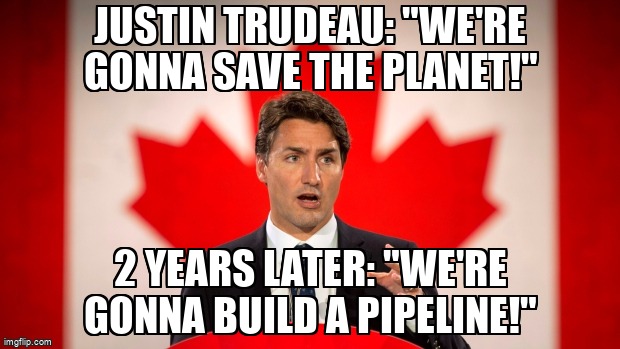 JUSTIN TRUDEAU: "WE'RE
GONNA SAVE THE PLANET!"
2 YEARS LATER: "WE'RE
GONNA BUILD A PIPELINE!"
imgflip.com